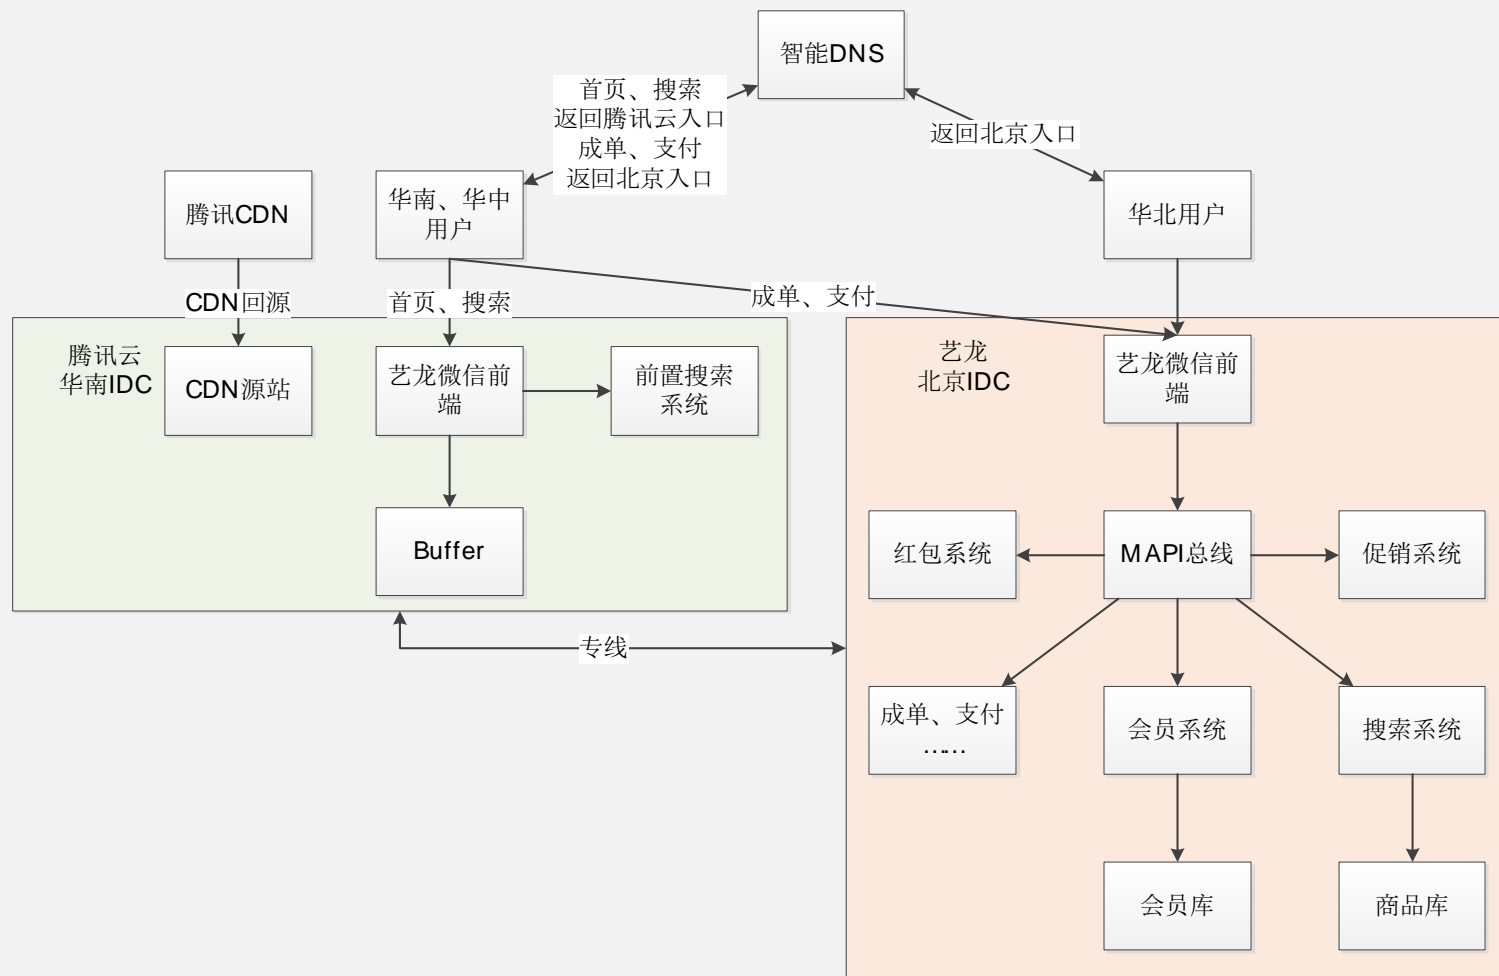 智能DNS
首页、搜索
返回腾讯云入口
成单、支付
返回北京入口
返回北京入口
腾讯CDN
华南、华中
用户
华北用户
CDN回源
首页、搜索
成单、支付
腾讯云
华南IDC
CDN源站
艺龙微信前
端
前置搜索
系统
艺龙
北京IDC
艺龙微信前
端
Buffer
红包系统
MAPI总线
促销系统
专线
成单、支付
……
会员系统
搜索系统
会员库
商品库